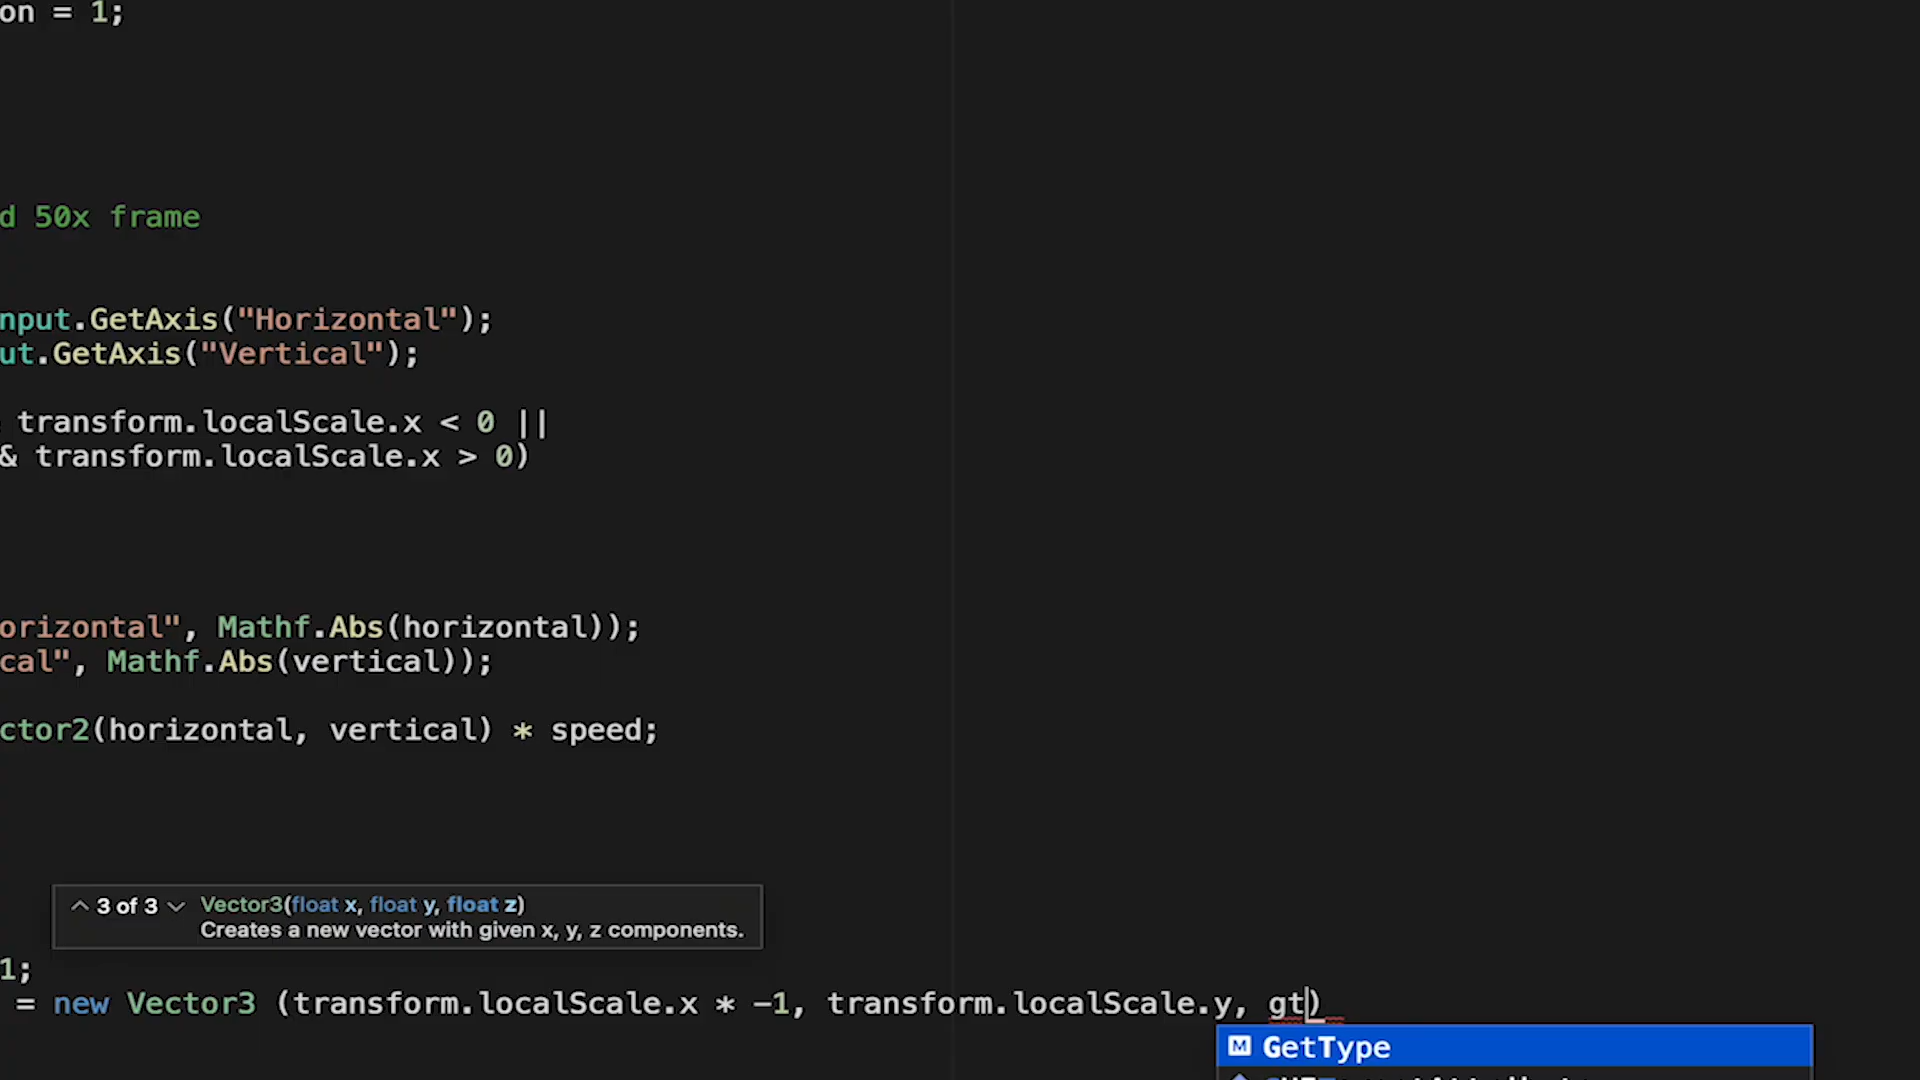 on = 1;
d 50x frame
nput.GetAxis("Horizontal");
ut.GetAxis("Vertical");
transform.localScale.x < 0 ||
& transform.localScale.x > 0)
orizontal", Mathf.Abs(horizontal));
cal", Mathf.Abs(vertical));
ctor2(horizontal, vertical) * speed;
3 of 3 Vector3(float x, float y, float z)
Creates a new vector with given x, y, z components.
1;
= new Vector3 (transform.localScale.x * -1, transform.localScale.y, gt)
GetType